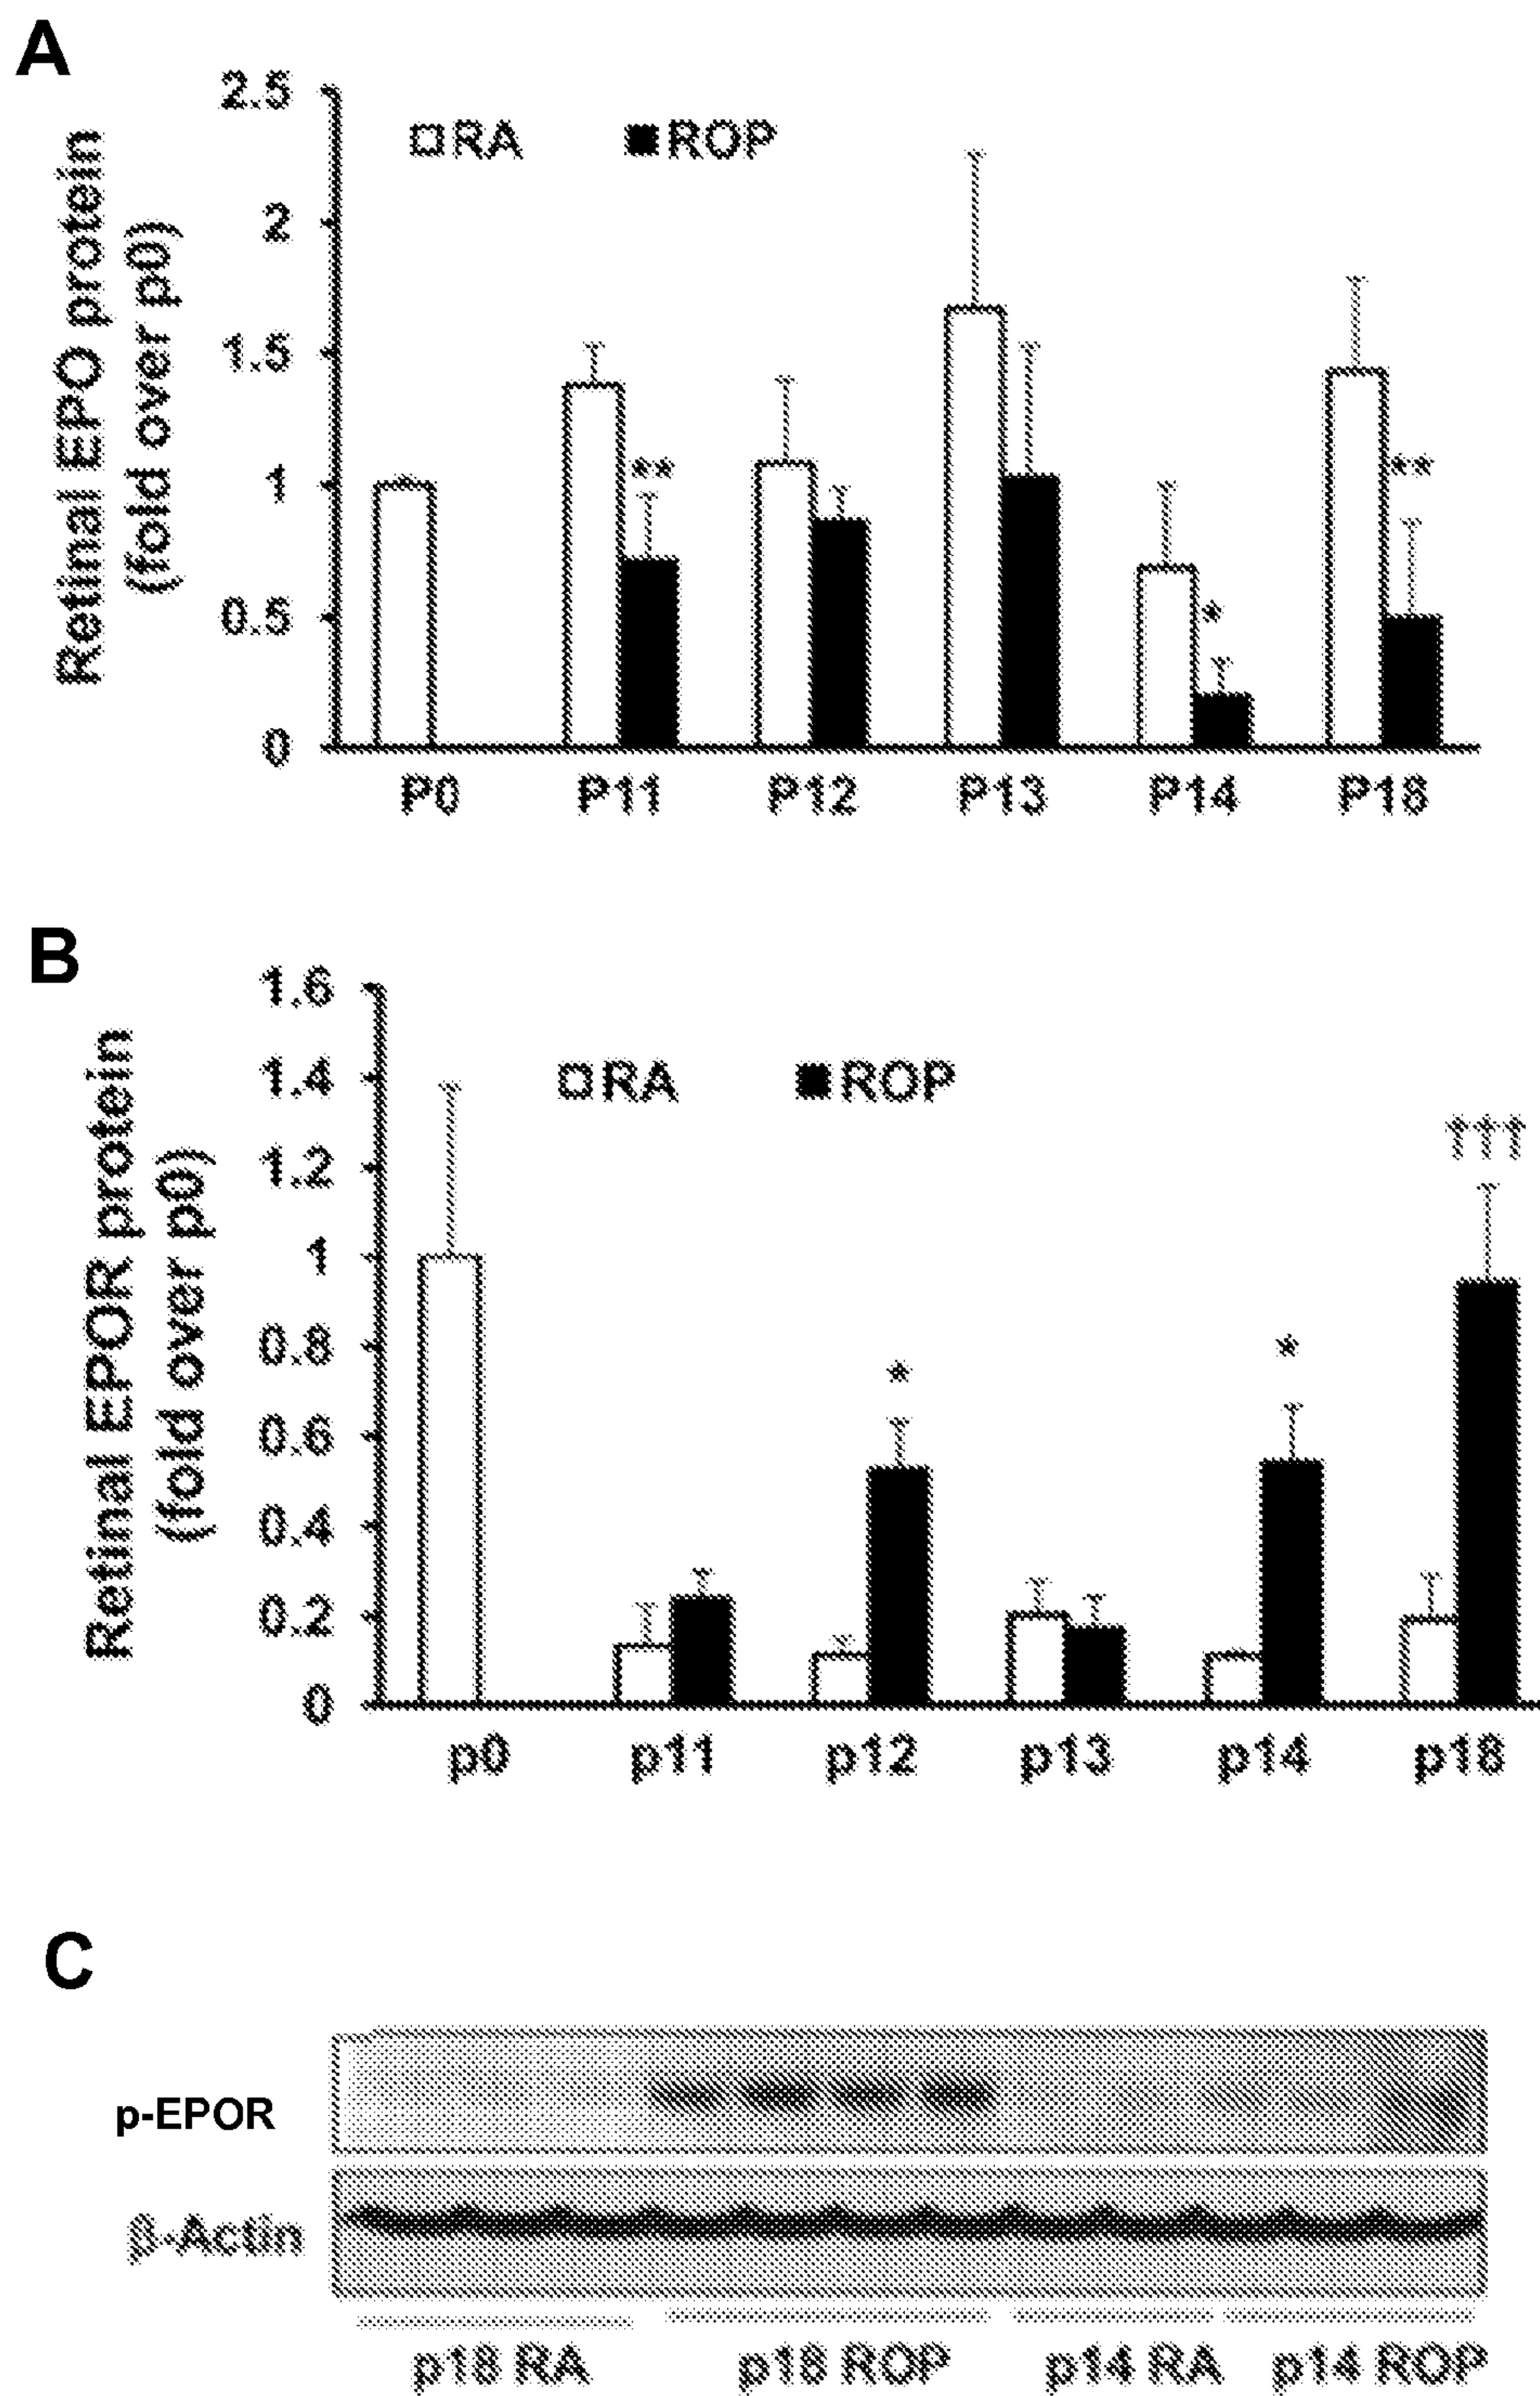 A
Retinal EPO protein
(fold over p0)
2.5
2
1.5
1
0.5
0
RA ROP
** * **
P0 P11 P12 P13 P14 P18
B
Retinal EPOR protein
(fold over p0)
1.6
1.4
1.2
1
0.8
0.6
0.4
0.2
0
RA ROP
* * †††
p0 p11 p12 p13 p14 p18
C
p-EPOR
β-Actin
p18 RA p18 ROP p14 RA p14 ROP